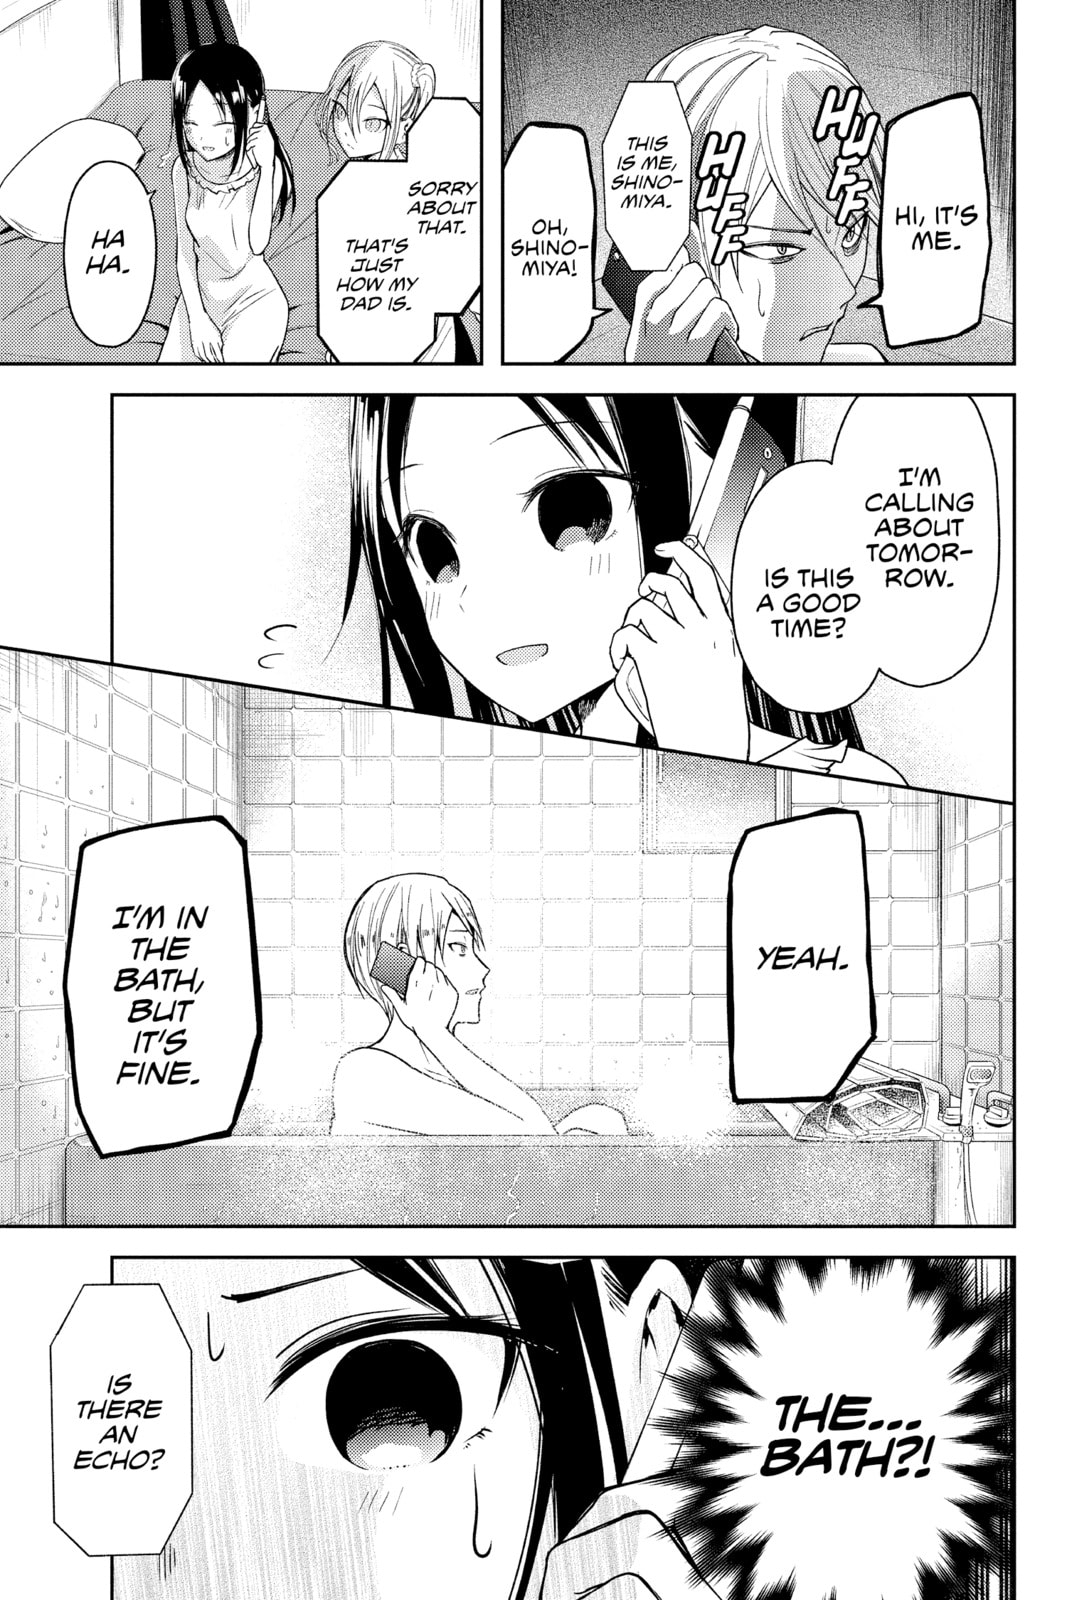 HI, IT'S
ME.
HUFF
HUFF
THIS
IS ME,
SHINO-
MIYA.
OH,
SHINO-
MIYA!
SORRY
ABOUT
THAT.
THAT'S
JUST
HOW MY
DAD IS.
HA
HA.
I'M
CALLING
ABOUT
TOMOR-
ROW.
IS THIS
A GOOD
TIME?
YEAH.
I'M IN
THE
BATH,
BUT
IT'S
FINE.
THE...
BATH?!
IS
THERE
AN
ECHO?